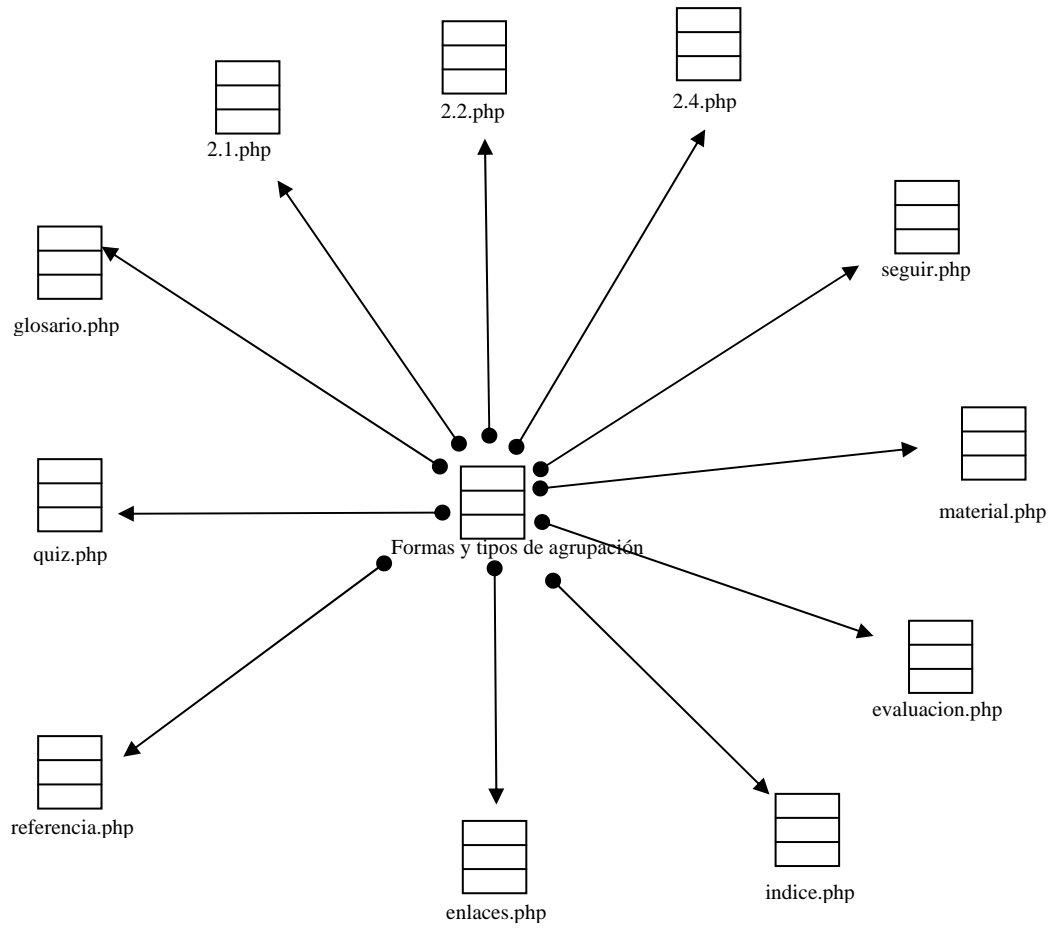 2.4.php
2.2.php
2.1.php
seguir.php
glosario.php
material.php
Formas y tipos de agrupación
quiz.php
evaluacion.php
referencia.php
indice.php
enlaces.php